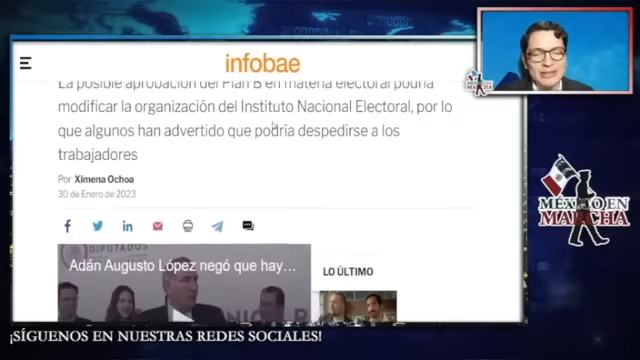 infobae
La posible aprobación del Plan B en materia electoral podría
modificar la organización del Instituto Nacional Electoral, por lo
que algunos han advertido que podría despedirse a los
trabajadores
Por Ximena Ochoa
30 de Enero de 2023
DIPUTADOS
Adán Augusto López negó que hay...
LO ÚLTIMO
MÉXICO EN
MARCHA
¡SÍGUENOS EN NUESTRAS REDES SOCIALES!